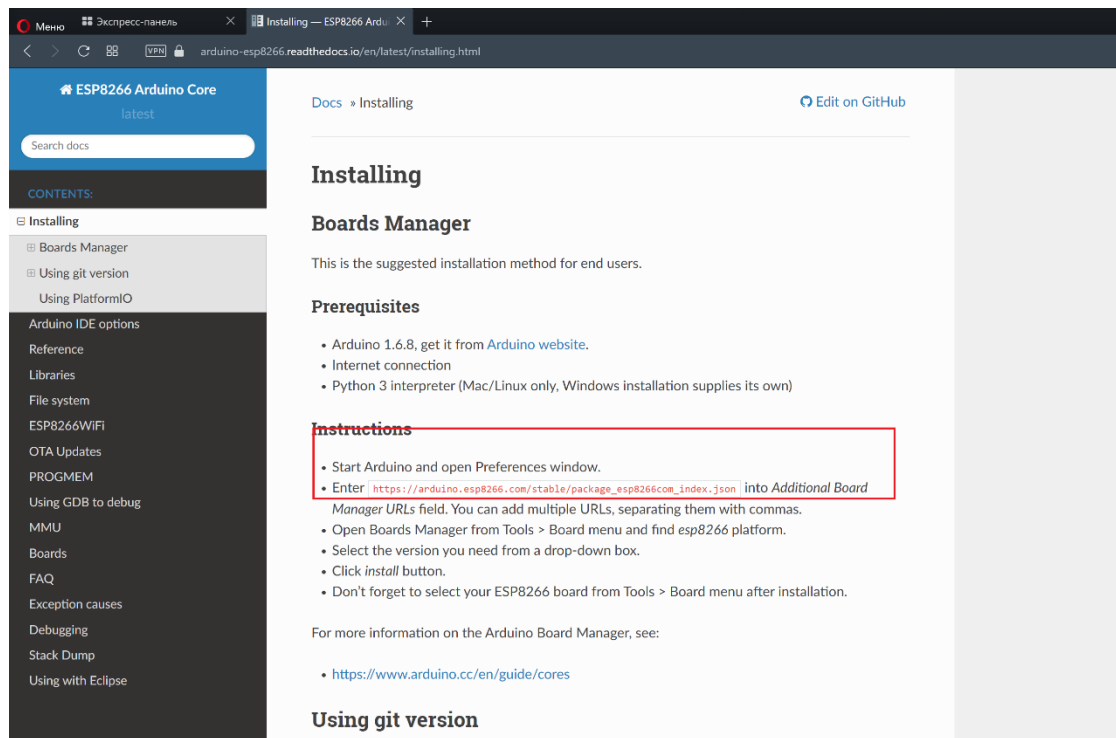 Меню
Экспресс-панель
Installing — ESP8266 Ardu
VPN
arduino-esp8266.readthedocs.io/en/latest/installing.html
ESP8266 Arduino Core
latest
Search docs
CONTENTS:
Installing
Boards Manager
Using git version
Using PlatformIO
Arduino IDE options
Reference
Libraries
File system
ESP8266WiFi
OTA Updates
PROGMEM
Using GDB to debug
MMU
Boards
FAQ
Exception causes
Debugging
Stack Dump
Using with Eclipse
Docs » Installing
Edit on GitHub
Installing
Boards Manager
This is the suggested installation method for end users.
Prerequisites
• Arduino 1.6.8, get it from Arduino website.
• Internet connection
• Python 3 interpreter (Mac/Linux only, Windows installation supplies its own)
Instructions
• Start Arduino and open Preferences window.
• Enter https://arduino.esp8266.com/stable/package_esp8266com_index.json into Additional Board
Manager URLs field. You can add multiple URLs, separating them with commas.
• Open Boards Manager from Tools > Board menu and find esp8266 platform.
• Select the version you need from a drop-down box.
• Click install button.
• Don't forget to select your ESP8266 board from Tools > Board menu after installation.
For more information on the Arduino Board Manager, see:
• https://www.arduino.cc/en/guide/cores
Using git version